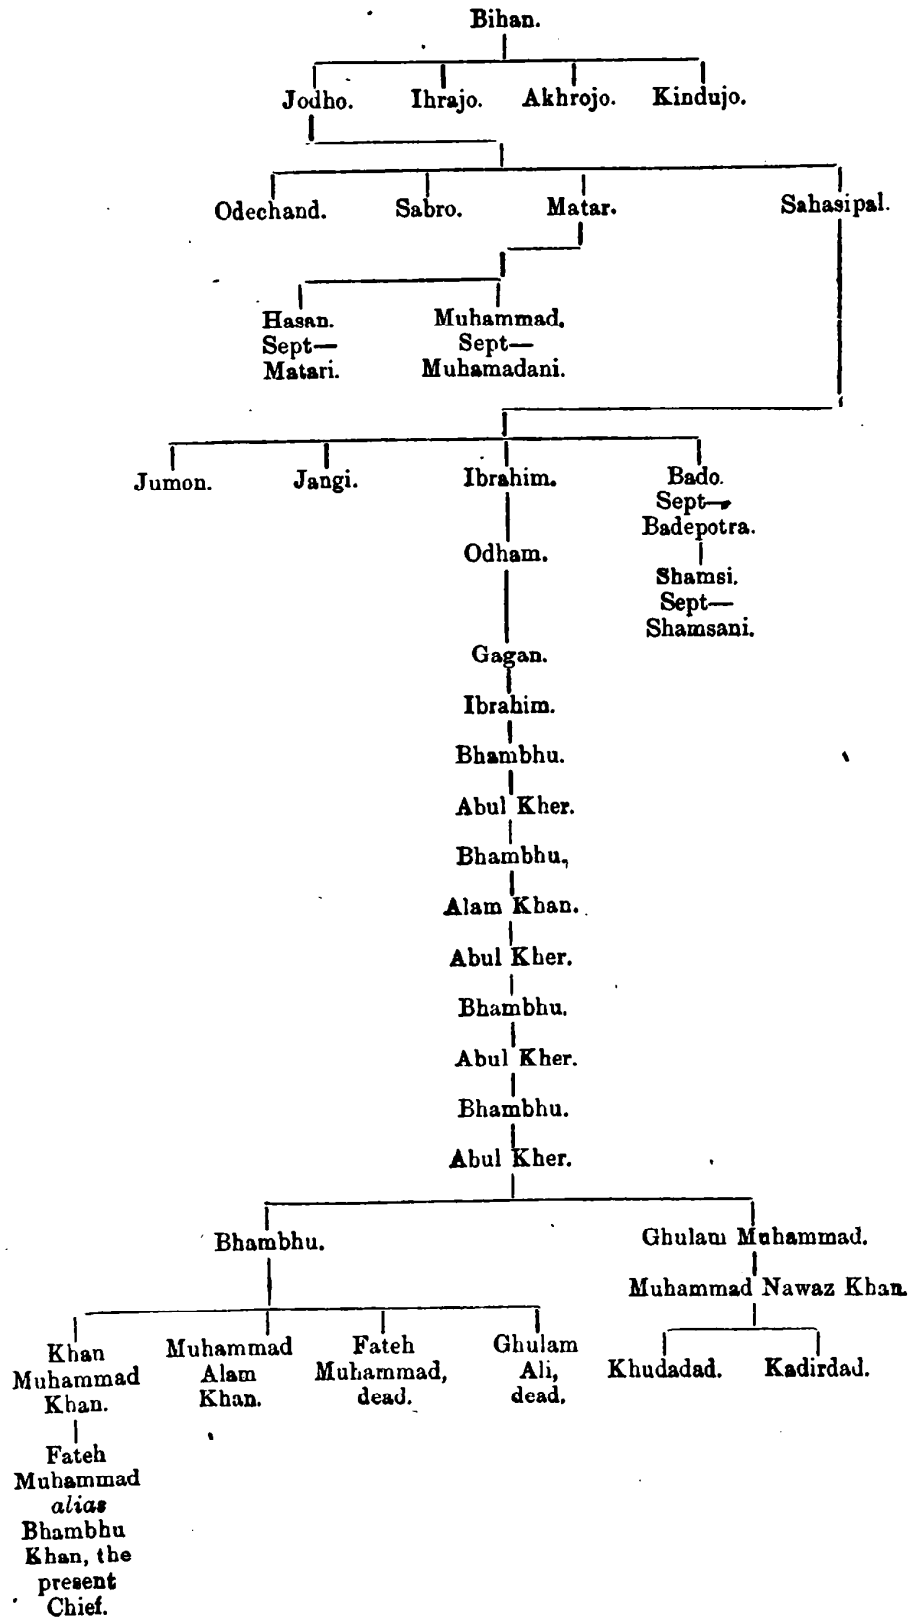 Bihan.
Jodho. Ihrajo. Akhrojo. Kindujo.
Odechand. Sabro. Matar. Sahasipal.
Hasan.
Sept—
Matari.
Muhammad.
Sept—
Muhamadani.
Jumon. Jangi. Ibrahim. Bado.
Sept—
Badepotra.
Shamsi.
Sept—
Shamsani.
Odham.
Gagan.
Ibrahim.
Bhambhu.
Abul Kher.
Bhambhu,
Alam Khan.
Abul Kher.
Bhambhu.
Abul Kher.
Bhambhu.
Abul Kher.
Bhambhu. Ghulam Muhammad.
Muhammad Nawaz Khan.
Khan
Muhammad
Khan.
Muhammad
Alam
Khan.
Fateh
Muhammad,
dead.
Ghulam
Ali,
dead.
Khudadad. Kadirdad.
Fateh
Muhammad
alias
Bhambhu
Khan, the
present
Chief.